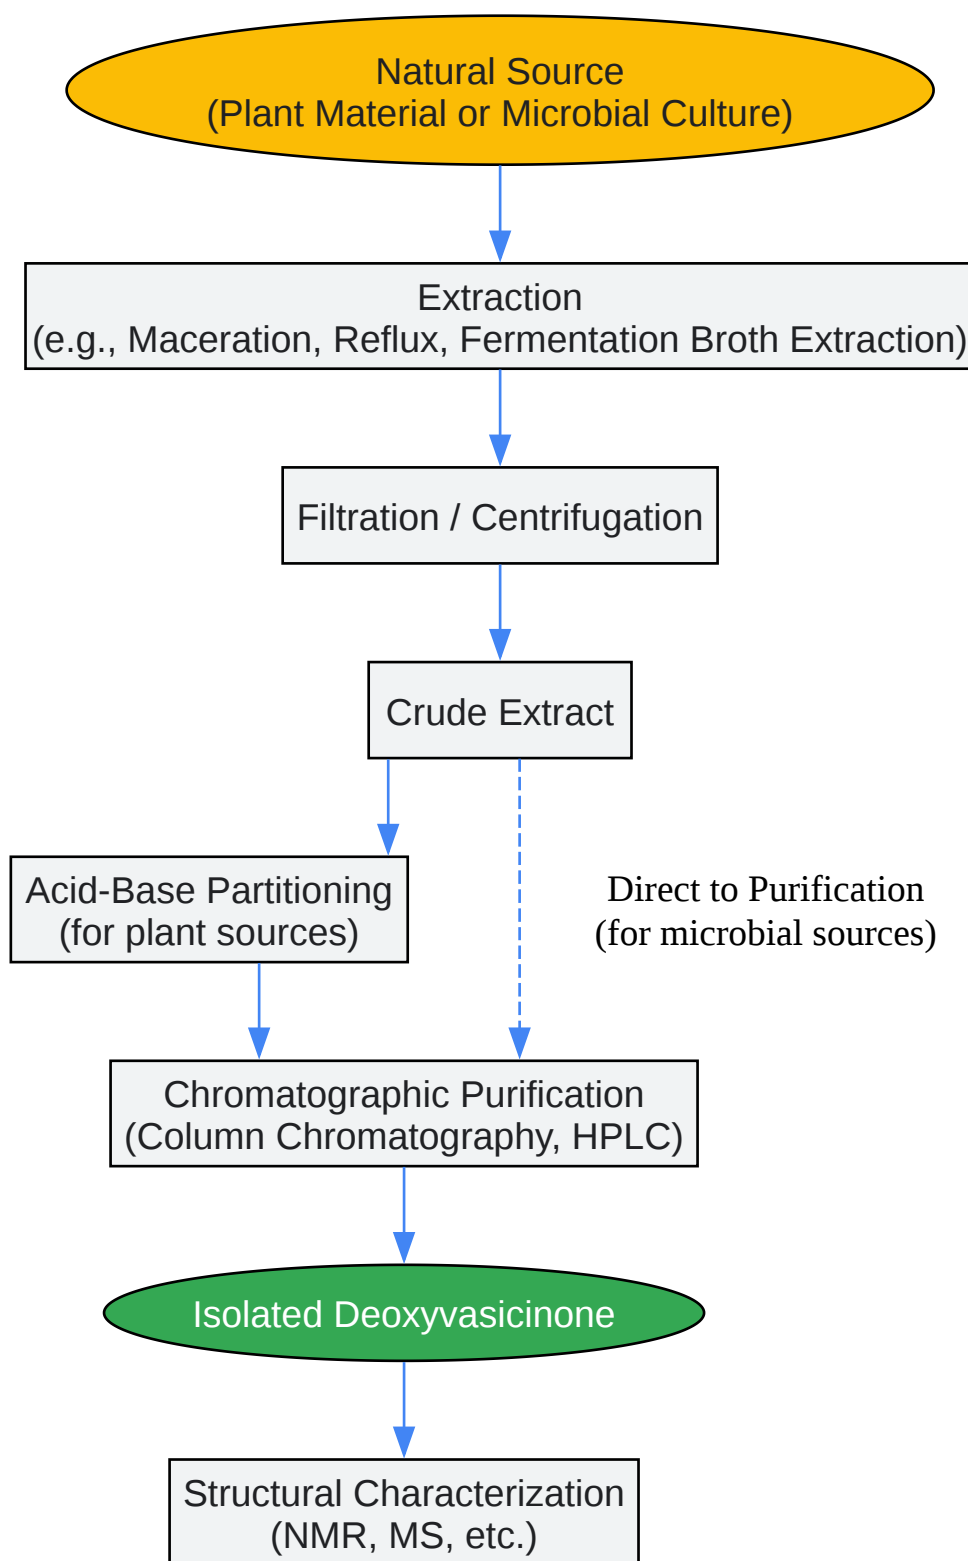 Natural Source
(Plant Material or Microbial Culture)
Extraction
(e.g., Maceration, Reflux, Fermentation Broth Extraction)
Filtration / Centrifugation
Crude Extract
Acid-Base Partitioning
(for plant sources)
Direct to Purification
(for microbial sources)
Chromatographic Purification
(Column Chromatography, HPLC)
Isolated Deoxyvasicinone
Structural Characterization
(NMR, MS, etc.)